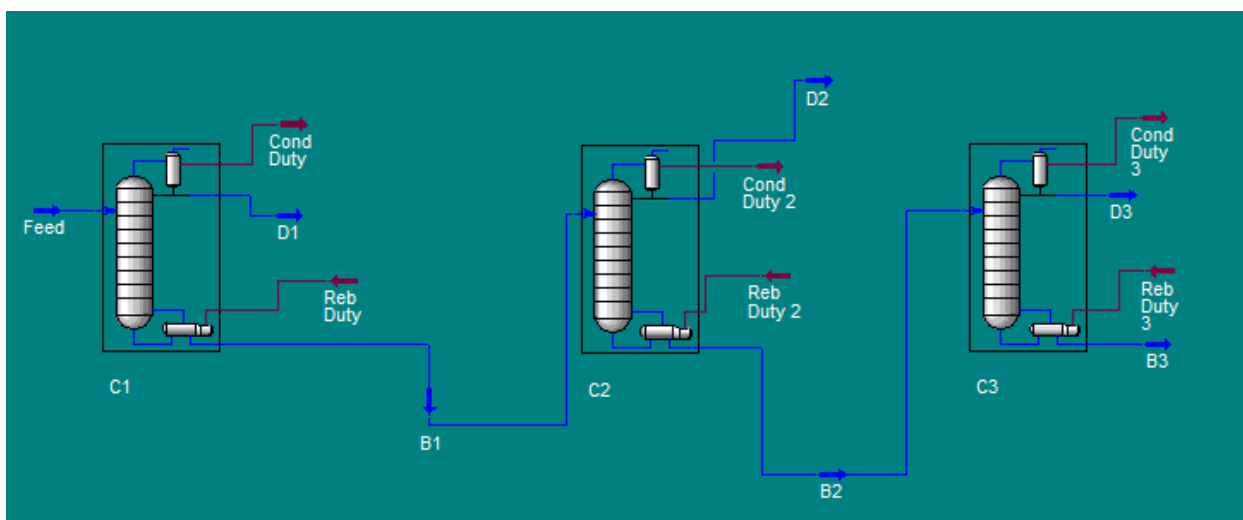 Feed
Cond
Duty
D1
Reb
Duty
C1
B1
D2
Cond
Duty 2
Reb
Duty 2
C2
B2
Cond
Duty
3
D3
Reb
Duty
3
B3
C3